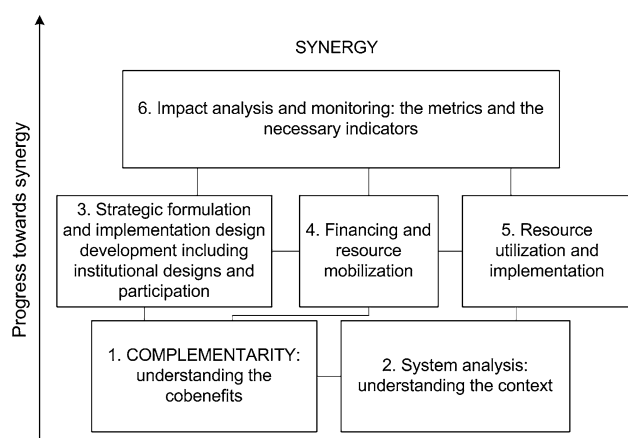 SYNERGY
6. Impact analysis and monitoring: the metrics and the
necessary indicators
3. Strategic formulation
and implementation design
development including
institutional designs and
participation
4. Financing and
resource
mobilization
5. Resource
utilization and
implementation
1. COMPLEMENTARITY:
understanding the
cobenefits
2. System analysis:
understanding the context
Progress towards synergy